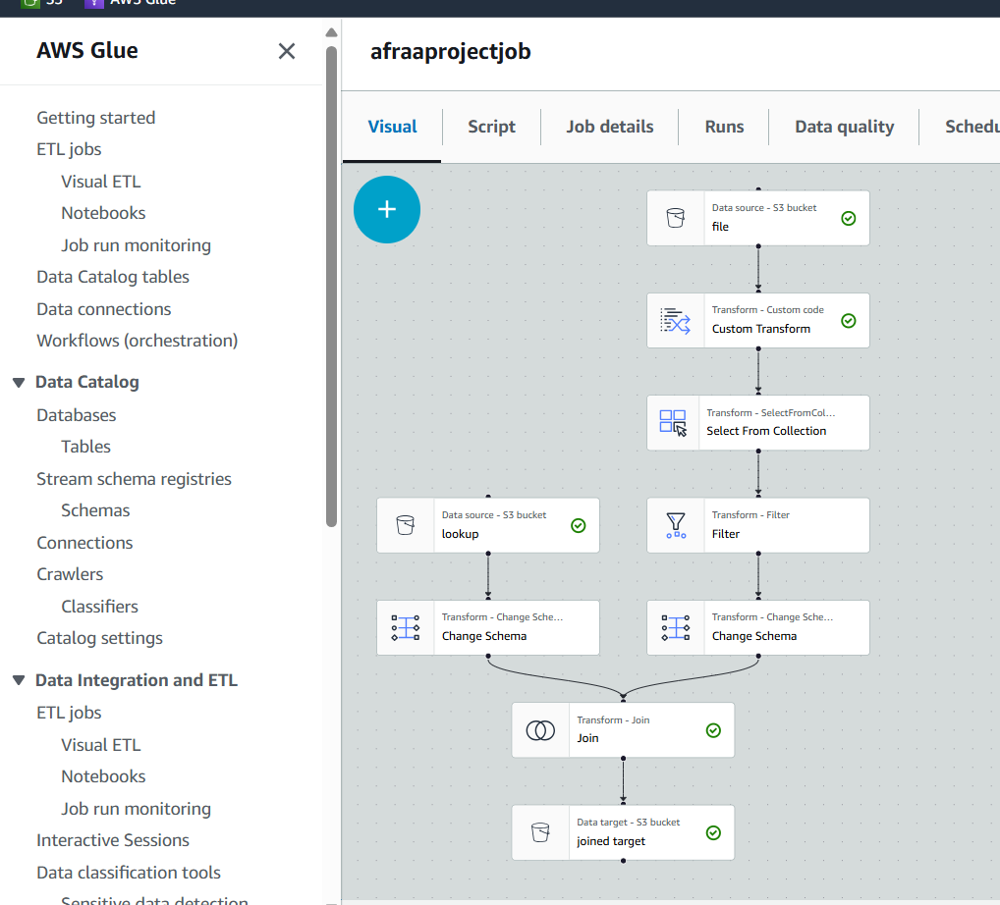 S3 AWS Glue
AWS Glue
Getting started
ETL jobs
Visual ETL
Notebooks
Job run monitoring
Data Catalog tables
Data connections
Workflows (orchestration)
Data Catalog
Databases
Tables
Stream schema registries
Schemas
Connections
Crawlers
Classifiers
Catalog settings
Data Integration and ETL
ETL jobs
Visual ETL
Notebooks
Job run monitoring
Interactive Sessions
Data classification tools
Sensitive data detection
afraaprojectjob
Visual Script Job details Runs Data quality Schedu
Data source - S3 bucket
file
Transform - Custom code
Custom Transform
Transform - SelectFromCol...
Select From Collection
Data source - S3 bucket
lookup
Transform - Filter
Filter
Transform - Change Sche...
Change Schema
Transform - Change Sche...
Change Schema
Transform - Join
Join
Data target - S3 bucket
joined target